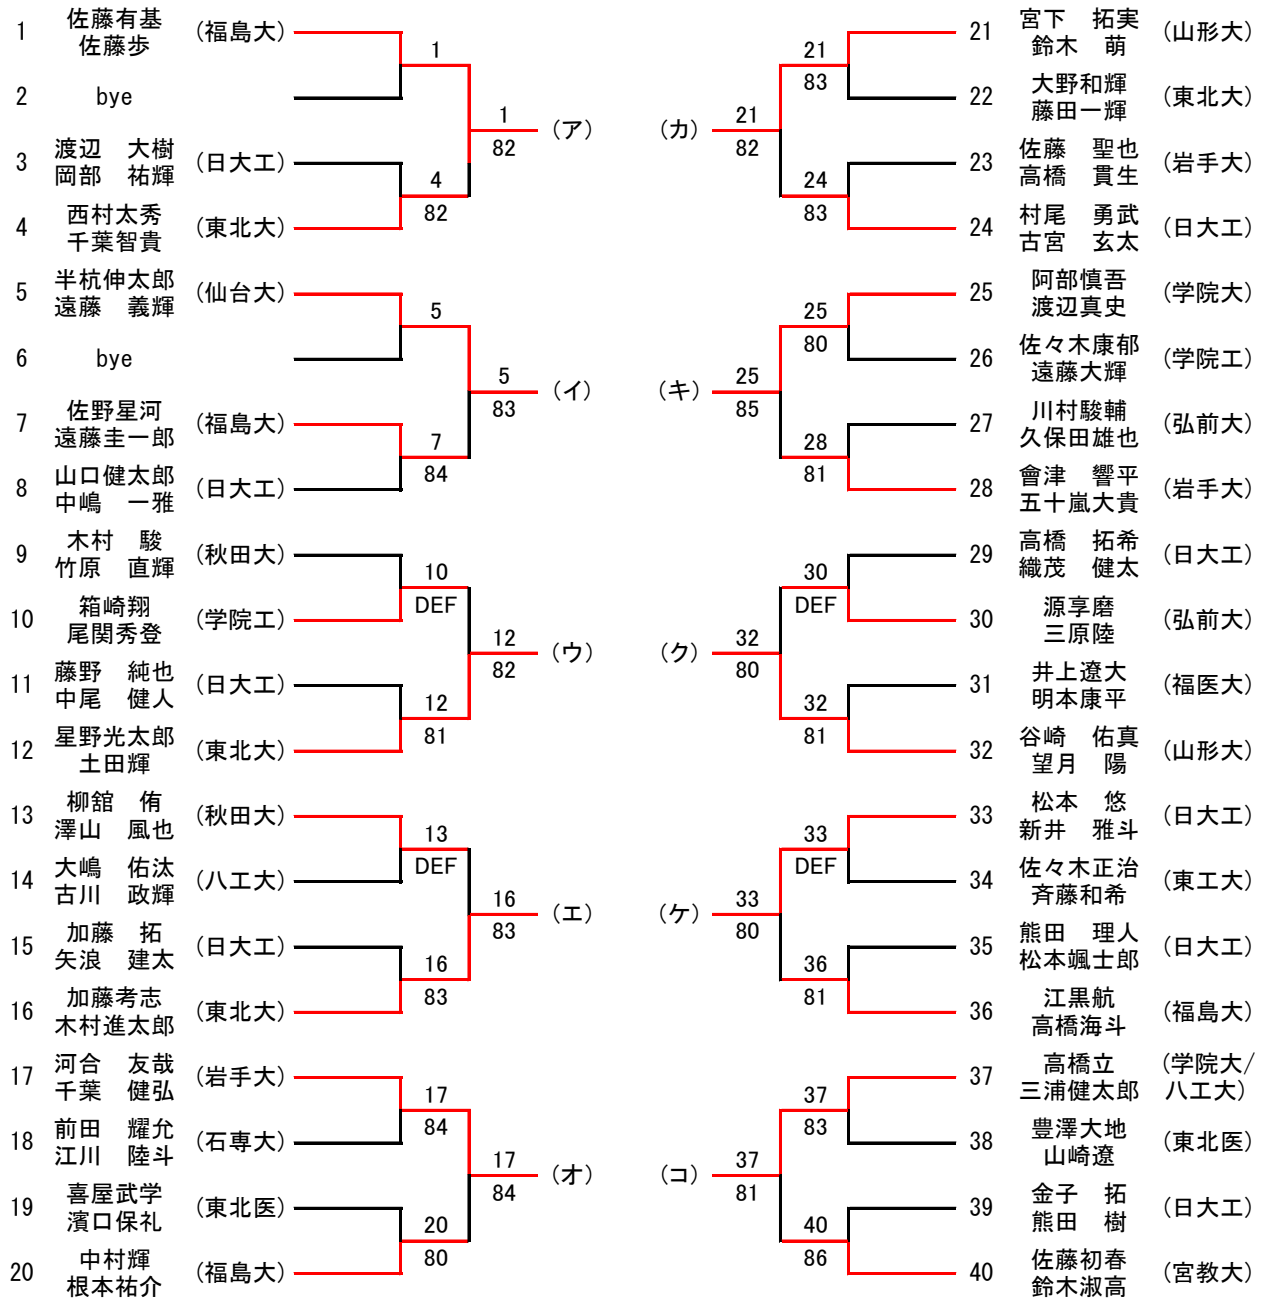 1 佐藤有基 (福島大)
佐藤歩
2 bye
3 渡辺 大樹 (日大工)
岡部 祐輝
4 西村太秀 (東北大)
千葉智貴
1
4
82
1
82
(ア)
5 半杭伸太郎 (仙台大)
遠藤 義輝
6 bye
7 佐野星河 (福島大)
遠藤圭一郎
8 山口健太郎 (日大工)
中嶋 一雅
5
7
84
5
83
(イ)
9 木村 駿 (秋田大)
竹原 直輝
10 箱崎翔 (学院工)
尾関秀登
11 藤野 純也 (日大工)
中尾 健人
12 星野光太郎 (東北大)
土田輝
10
DEF
12
81
12
82
(ウ)
13 柳舘 侑 (秋田大)
澤山 風也
14 大嶋 佑汰 (八工大)
古川 政輝
15 加藤 拓 (日大工)
矢浪 建太
16 加藤考志 (東北大)
木村進太郎
13
DEF
16
83
16
83
(エ)
17 河合 友哉 (岩手大)
千葉 健弘
18 前田 耀允 (石専大)
江川 陸斗
19 喜屋武学 (東北医)
濱口保礼
20 中村輝 (福島大)
根本祐介
17
84
20
80
17
84
(オ)
21 宮下 拓実 (山形大)
鈴木 萌
22 大野和輝 (東北大)
藤田一輝
23 佐藤 聖也 (岩手大)
高橋 貫生
24 村尾 勇武 (日大工)
古宮 玄太
21
83
24
83
21
82
(カ)
25 阿部慎吾 (学院大)
渡辺真史
26 佐々木康郁 (学院工)
遠藤大輝
27 川村駿輔 (弘前大)
久保田雄也
28 會津 響平 (岩手大)
五十嵐大貴
25
80
28
81
25
85
(キ)
29 高橋 拓希 (日大工)
織茂 健太
30 源享磨 (弘前大)
三原陸
31 井上遼大 (福医大)
明本康平
32 谷崎 佑真 (山形大)
望月 陽
30
DEF
32
81
32
80
(ク)
33 松本 悠 (日大工)
新井 雅斗
34 佐々木正治 (東工大)
斉藤和希
35 熊田 理人 (日大工)
松本颯士郎
36 江黒航 (福島大)
高橋海斗
33
DEF
36
81
33
80
(ケ)
37 高橋立 (学院大/
三浦健太郎 八工大)
38 豊澤大地 (東北医)
山崎遼
39 金子 拓 (日大工)
熊田 樹
40 佐藤初春 (宮教大)
鈴木淑高
37
83
40
86
37
81
(コ)